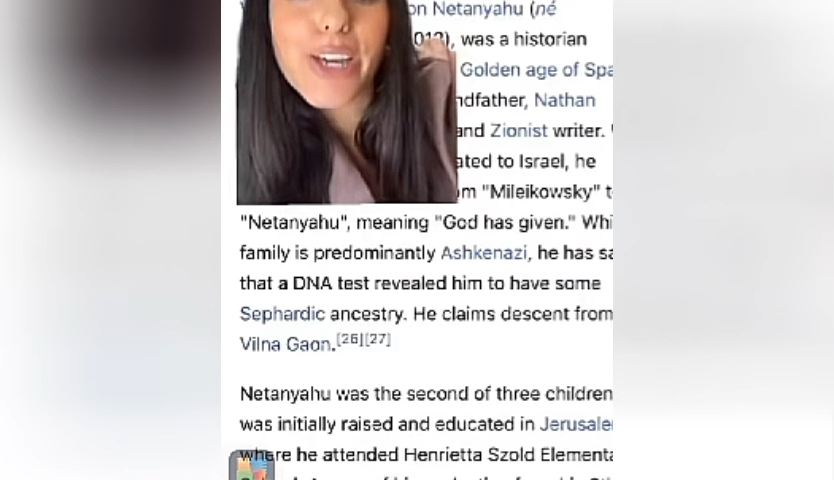 on Netanyahu (né
was a historian
Golden age of Spa
ndfather, Nathan
and Zionist writer.
ated to Israel, he
om "Mileikowsky" t
"Netanyahu", meaning "God has given." Whi
family is predominantly Ashkenazi, he has sa
that a DNA test revealed him to have some
Sephardic ancestry. He claims descent from
Vilna Gaon.[26][27]
Netanyahu was the second of three children
was initially raised and educated in Jerusale
where he attended Henrietta Szold Elementa